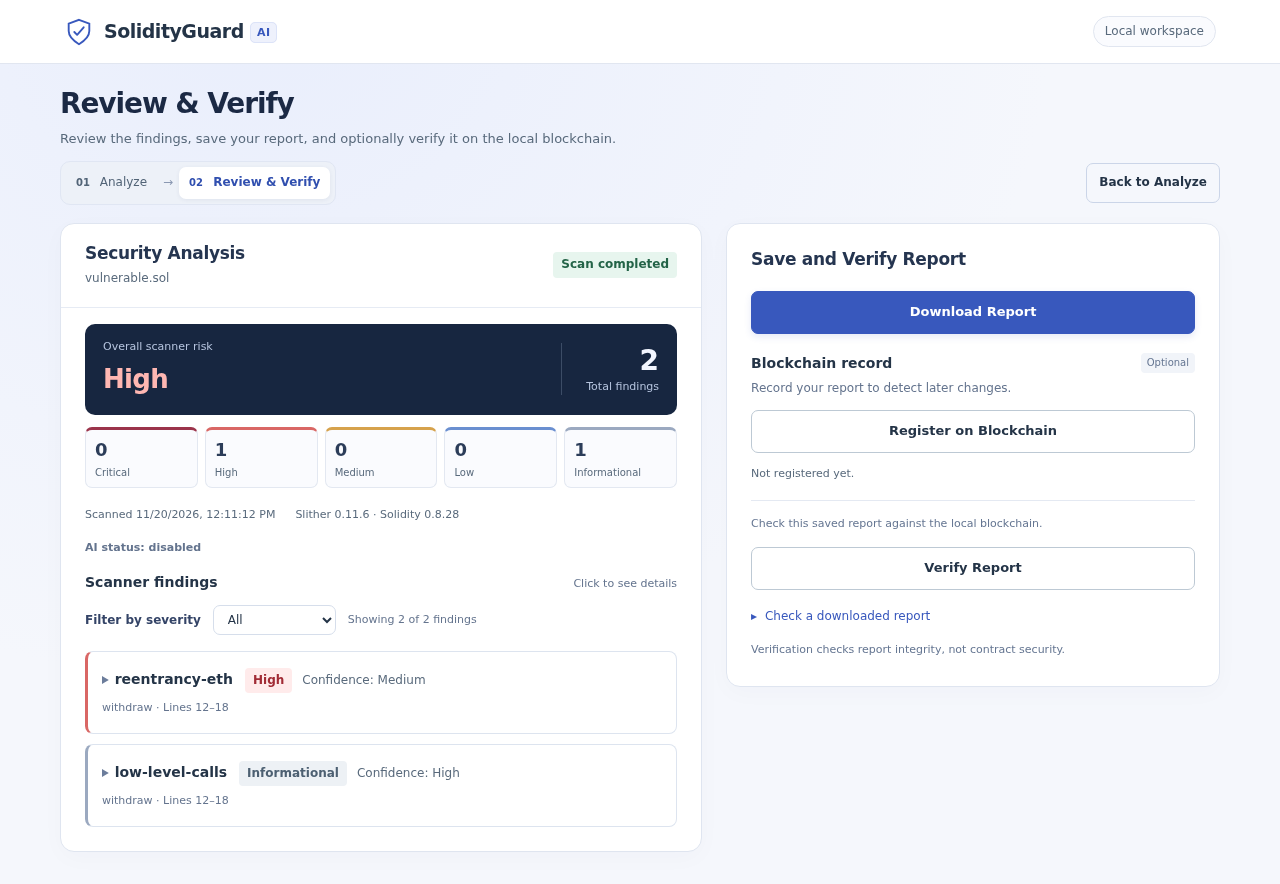 SolidityGuard AI
Local workspace
Review & Verify
Review the findings, save your report, and optionally verify it on the local blockchain.
01 Analyze → 02 Review & Verify
Back to Analyze
Security Analysis
vulnerable.sol
Scan completed
Overall scanner risk
High
2
Total findings
0
Critical
1
High
0
Medium
0
Low
1
Informational
Scanned 11/20/2026, 12:11:12 PM
Slither 0.11.6 · Solidity 0.8.28
AI status: disabled
Scanner findings
Click to see details
Filter by severity All Showing 2 of 2 findings
reentrancy-eth High Confidence: Medium
withdraw · Lines 12–18
low-level-calls Informational Confidence: High
withdraw · Lines 12–18
Save and Verify Report
Download Report
Blockchain record Optional
Record your report to detect later changes.
Register on Blockchain
Not registered yet.
Check this saved report against the local blockchain.
Verify Report
Check a downloaded report
Verification checks report integrity, not contract security.